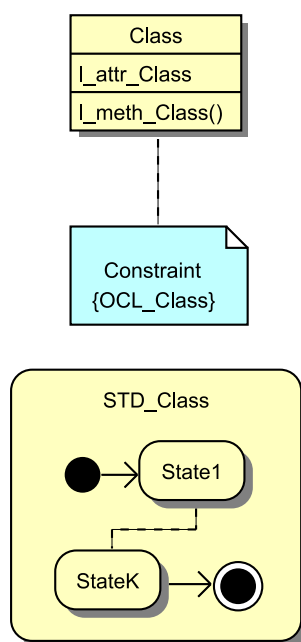 Class
l_attr_Class
l_meth_Class()
Constraint
{OCL_Class}
STD_Class
State1
StateK